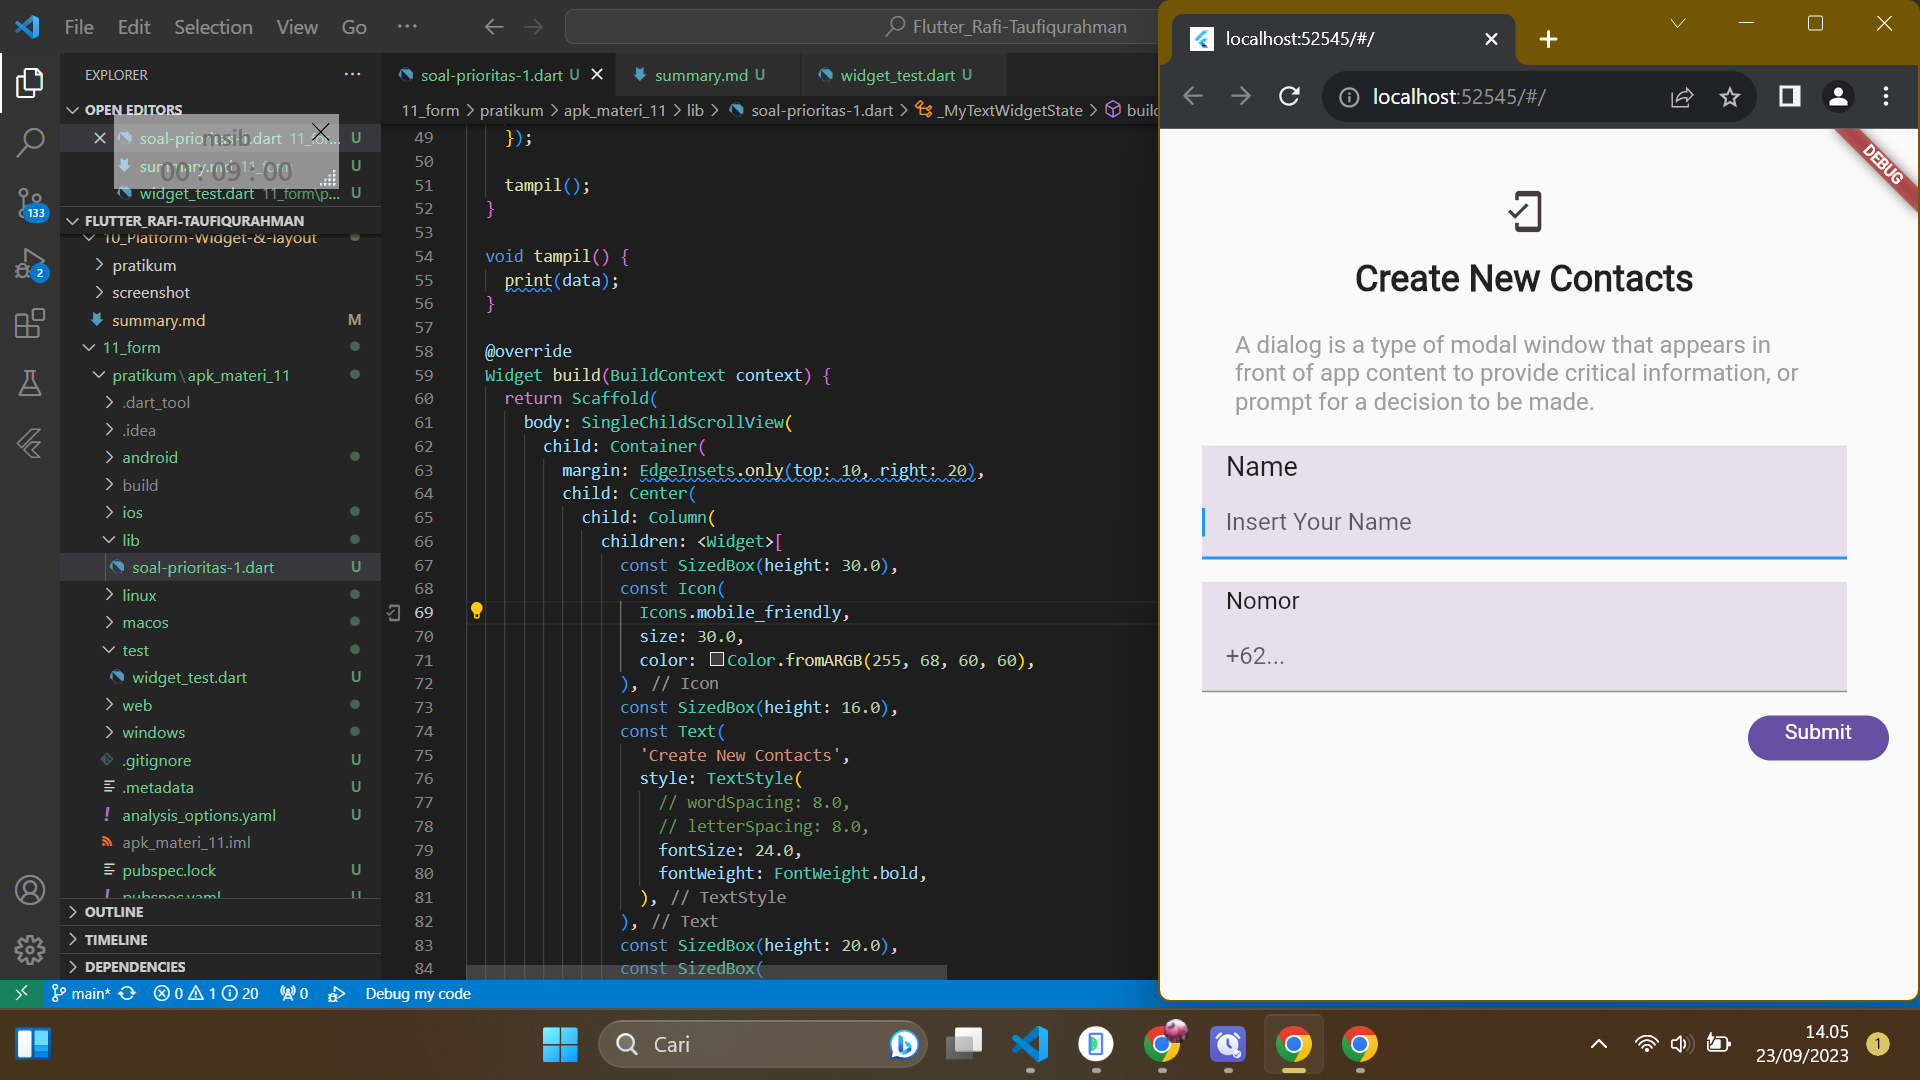 File Edit Selection View Go ...
Flutter_Rafi-Taufiqurahman
EXPLORER
OPEN EDITORS
soal-prioritas-1.dart 11_for... U
summary.md 11_form U
widget_test.dart 11_form\p... U
msib
00 : 09 : 00
FLUTTER_RAFI-TAUFIQURAHMAN
10_Platform-Widget-&-layout
pratikum
screenshot
summary.md M
11_form
pratikum\apk_materi_11
.dart_tool
.idea
android
build
ios
lib
soal-prioritas-1.dart U
linux
macos
test
widget_test.dart U
web
windows
.gitignore U
.metadata U
analysis_options.yaml U
apk_materi_11.iml
pubspec.lock U
pubspec.yaml U
OUTLINE
TIMELINE
DEPENDENCIES
133
2
soal-prioritas-1.dart U
summary.md U
widget_test.dart U
11_form > pratikum > apk_materi_11 > lib > soal-prioritas-1.dart > _MyTextWidgetState > build
49 });
50
51 tampil();
52 }
53
54 void tampil() {
55 print(data);
56 }
57
58 @override
59 Widget build(BuildContext context) {
60 return Scaffold(
61 body: SingleChildScrollView(
62 child: Container(
63 margin: EdgeInsets.only(top: 10, right: 20),
64 child: Center(
65 child: Column(
66 children: <Widget>[
67 const SizedBox(height: 30.0),
68 const Icon(
69 Icons.mobile_friendly,
70 size: 30.0,
71 color: Color.fromARGB(255, 68, 60, 60),
72 ), // Icon
73 const SizedBox(height: 16.0),
74 const Text(
75 'Create New Contacts',
76 style: TextStyle(
77 // wordSpacing: 8.0,
78 // letterSpacing: 8.0,
79 fontSize: 24.0,
80 fontWeight: FontWeight.bold,
81 ), // TextStyle
82 ), // Text
83 const SizedBox(height: 20.0),
84 const SizedBox(
main* 0 1 20 0 Debug my code
localhost:52545/#/
localhost:52545/#/
DEBUG
Create New Contacts
A dialog is a type of modal window that appears in
front of app content to provide critical information, or
prompt for a decision to be made.
Name
Insert Your Name
Nomor
+62...
Submit
Cari
14.05
23/09/2023
1